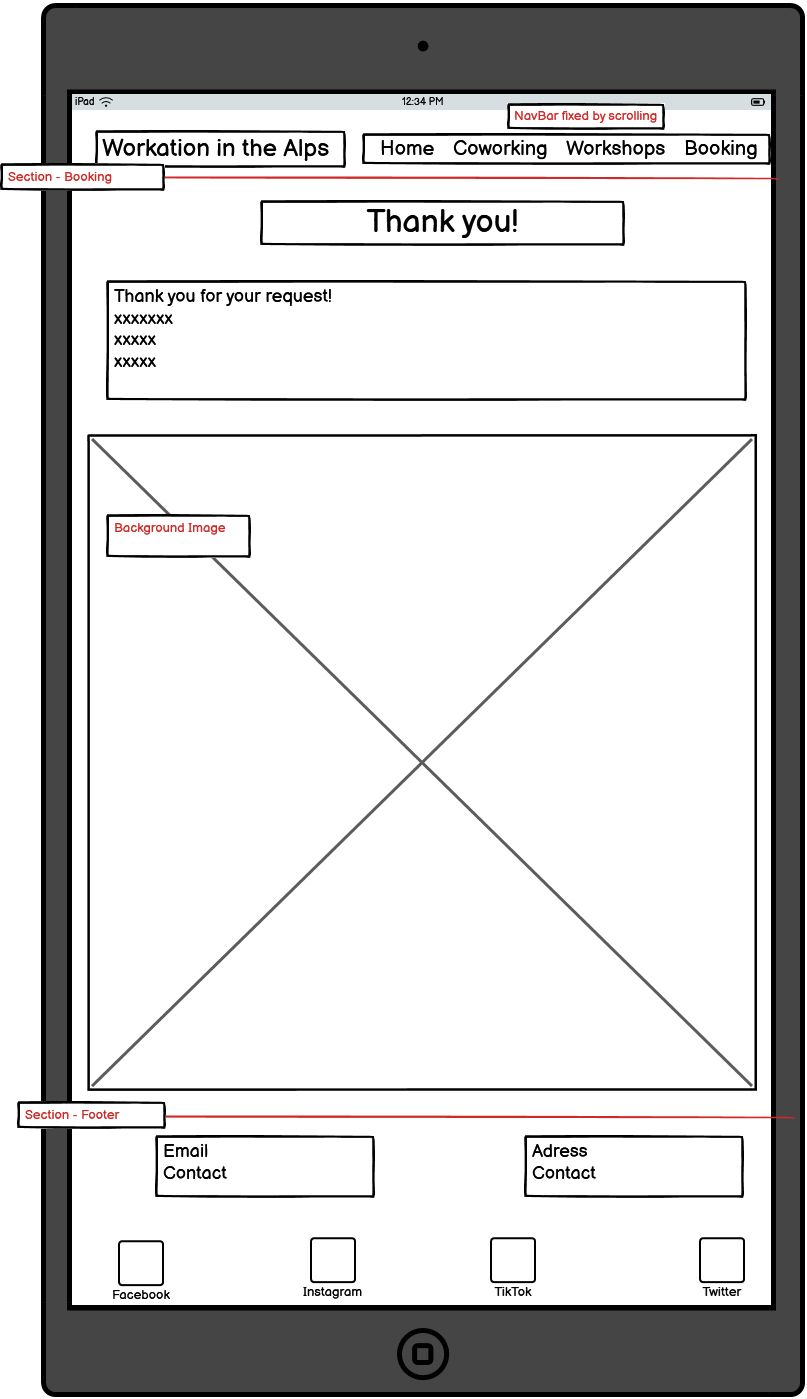 iPad 12:34 PM
NavBar fixed by scrolling
Workation in the Alps
Home Coworking Workshops Booking
Section - Booking
Thank you!
Thank you for your request!
xxxxxxx
xxxxx
xxxxx
Background Image
Section - Footer
Email
Contact
Adress
Contact
Facebook
Instagram
TikTok
Twitter